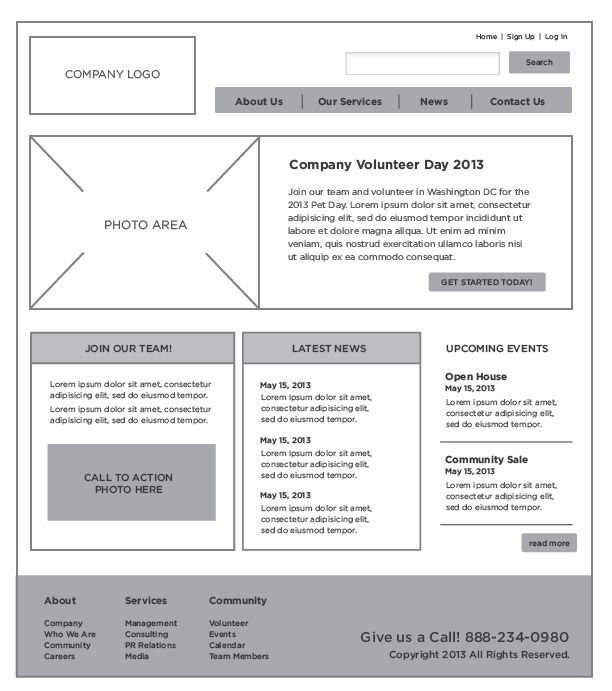 Home | Sign Up | Log In
COMPANY LOGO
Search
About Us | Our Services | News | Contact Us
PHOTO AREA
Company Volunteer Day 2013
Join our team and volunteer in Washington DC for the
2013 Pet Day. Lorem ipsum dolor sit amet, consectetur
adipisicing elit, sed do eiusmod tempor incididunt ut
labore et dolore magna aliqua. Ut enim ad minim
veniam, quis nostrud exercitation ullamco laboris nisi
ut aliquip ex ea commodo consequat.
GET STARTED TODAY!
JOIN OUR TEAM!
Lorem ipsum dolor sit amet, consectetur
adipisicing elit, sed do eiusmod tempor.
Lorem ipsum dolor sit amet, consectetur
adipisicing elit, sed do eiusmod tempor.
CALL TO ACTION
PHOTO HERE
LATEST NEWS
May 15, 2013
Lorem ipsum dolor sit amet,
consectetur adipisicing elit,
sed do eiusmod tempor.
May 15, 2013
Lorem ipsum dolor sit amet,
consectetur adipisicing elit,
sed do eiusmod tempor.
May 15, 2013
Lorem ipsum dolor sit amet,
consectetur adipisicing elit,
sed do eiusmod tempor.
UPCOMING EVENTS
Open House
May 15, 2013
Lorem ipsum dolor sit amet,
consectetur adipisicing elit,
sed do eiusmod tempor.
Community Sale
May 15, 2013
Lorem ipsum dolor sit amet,
consectetur adipisicing elit,
sed do eiusmod tempor.
read more
About
Company
Who We Are
Community
Careers
Services
Management
Consulting
PR Relations
Media
Community
Volunteer
Events
Calendar
Team Members
Give us a Call! 888-234-0980
Copyright 2013 All Rights Reserved.